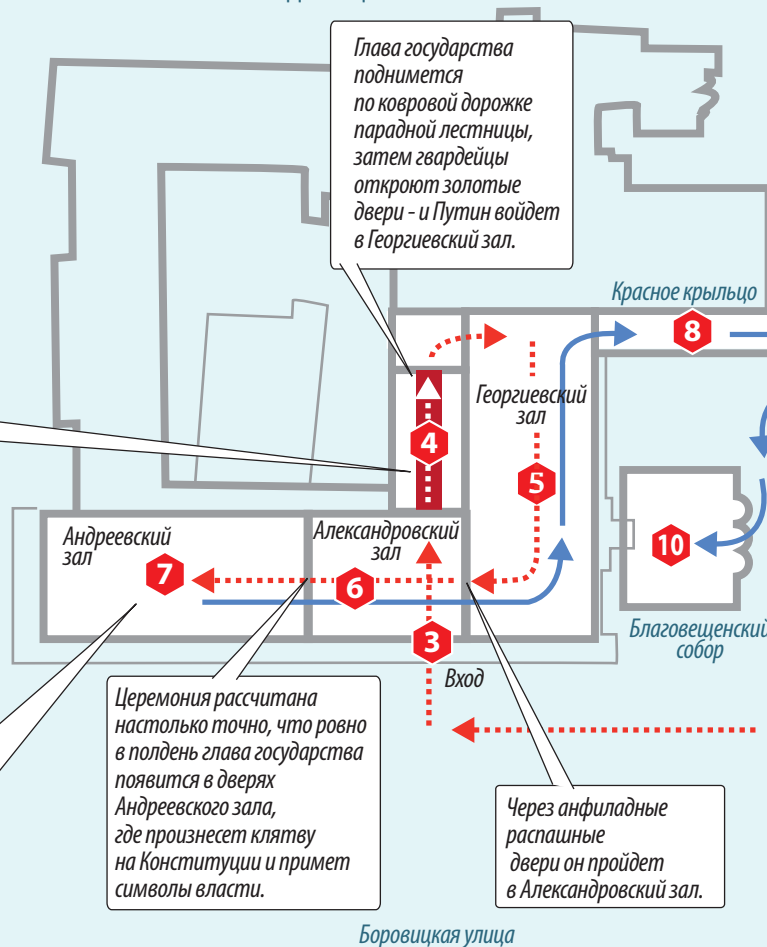 Глава государства
поднимется
по ковровой дорожке
парадной лестницы,
затем гвардейцы
откроют золотые
двери - и Путин войдет
в Георгиевский зал.
Красное крыльцо
8
Георгиевский
зал
4
5
Андреевский
зал
Александровский
зал
7
6
10
3
Вход
Благовещенский
собор
Церемония рассчитана
настолько точно, что ровно
в полдень глава государства
появится в дверях
Андреевского зала,
где произнесет клятву
на Конституции и примет
символы власти.
Через анфиладные
распашные
двери он пройдет
в Александровский зал.
Боровицкая улица